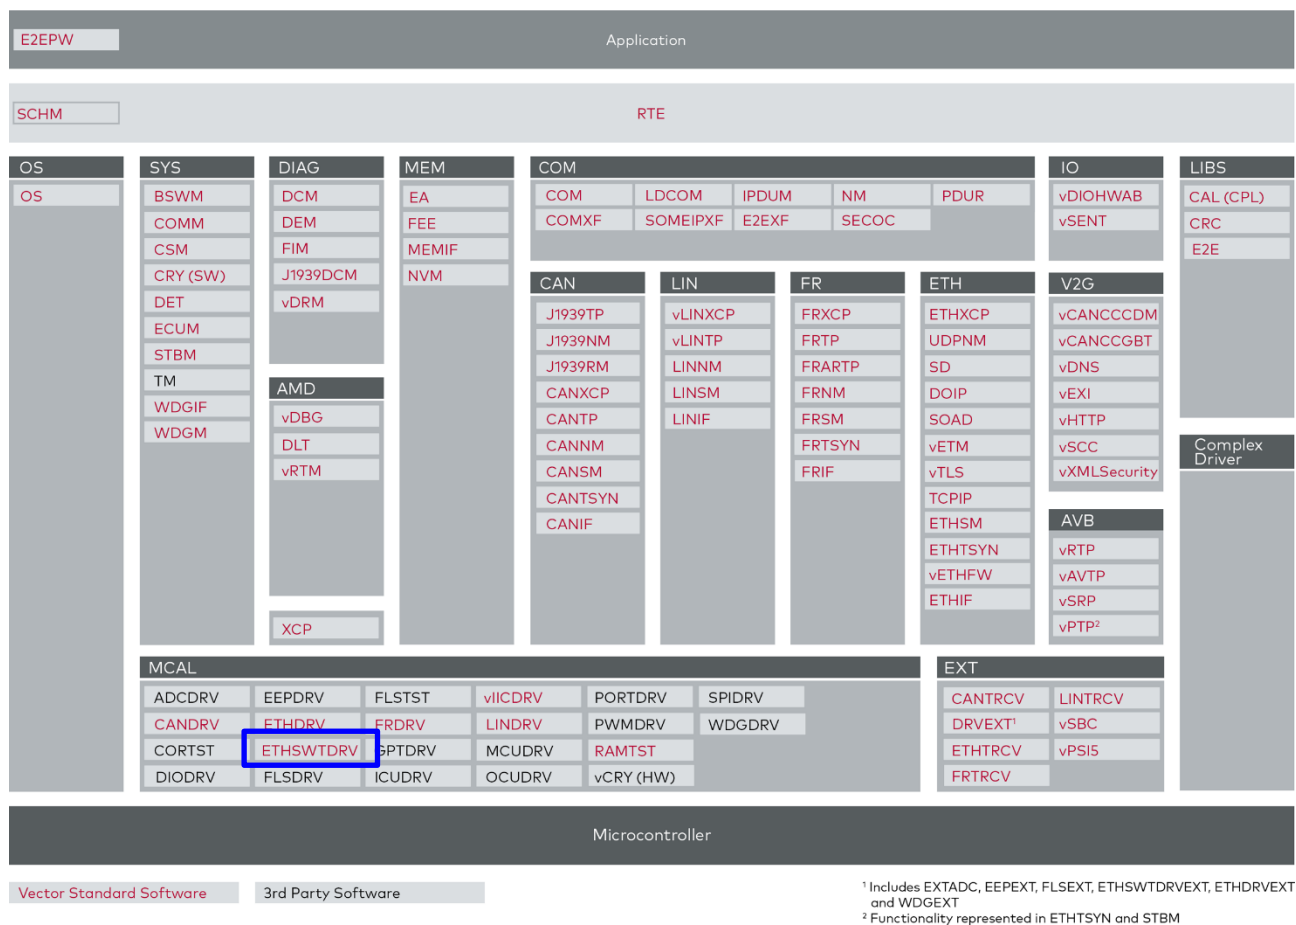 E2EPW
Application
SCHM
RTE
OS
OS
SYS
BSWM
COMM
CSM
CRY (SW)
DET
ECUM
STBM
TM
WDGIF
WDGM
DIAG
DCM
DEM
FIM
J1939DCM
vDRM
AMD
vDBG
DLT
vRTM
XCP
MEM
EA
FEE
MEMIF
NVM
COM
COM LDCOM IPDUM NM PDUR
COMXF SOMEIPXF E2EXF SECOC
CAN
J1939TP
J1939NM
J1939RM
CANXCP
CANTP
CANNM
CANSM
CANTSYN
CANIF
LIN
vLINXCP
vLINTP
LINNM
LINSM
LINIF
FR
FRXCP
FRTP
FRARTP
FRNM
FRSM
FRTSYN
FRIF
ETH
ETHXCP
UDPNM
SD
DOIP
SOAD
vETM
vTLS
TCPIP
ETHSM
ETHTSYN
vETHFW
ETHIF
IO
vDIOHWAB
vSENT
V2G
vCANCCCDM
vCANCCGBT
vDNS
vEXI
vHTTP
vSCC
vXMLSecurity
AVB
vRTP
vAVTP
vSRP
vPTP²
LIBS
CAL (CPL)
CRC
E2E
Complex
Driver
MCAL
ADCDRV EEPDRV FLSTST vIICDRV PORTDRV SPIDRV
CANDRV ETHDRV FRDRV LINDRV PWMDRV WDGDRV
CORTST ETHSWTDRV GPTDRV MCUDRV RAMTST
DIODRV FLSDRV ICUDRV OCUDRV vCRY (HW)
EXT
CANTRCV LINTRCV
DRVEXT¹ vSBC
ETHTRCV vPSI5
FRTRCV
Microcontroller
Vector Standard Software
3rd Party Software
¹ Includes EXTADC, EEPEXT, FLSEXT, ETHSWTDRVEXT, ETHDRVEXT
and WDGEXT
² Functionality represented in ETHTSYN and STBM